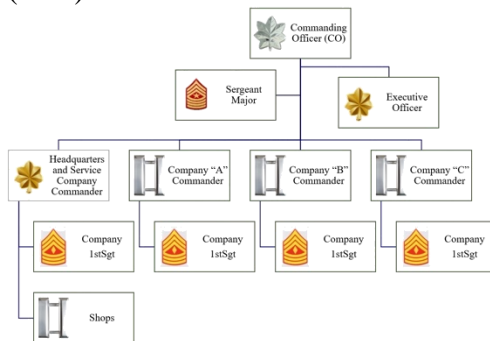 Commanding
Officer (CO)
Sergeant
Major
Executive
Officer
Headquarters
and Service
Company
Commander
Company “A”
Commander
Company “B”
Commander
Company “C”
Commander
Company
1stSgt
Company
1stSgt
Company
1stSgt
Company
1stSgt
Shops